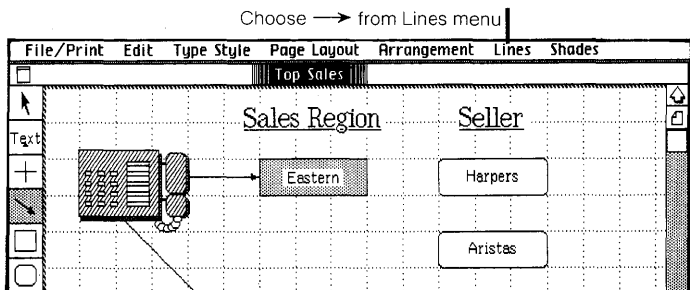 Choose → from Lines menu
File/Print Edit Type Style Page Layout Arrangement Lines Shades
Top Sales
Text
Sales Region Seller
Eastern Harpers
Aristas